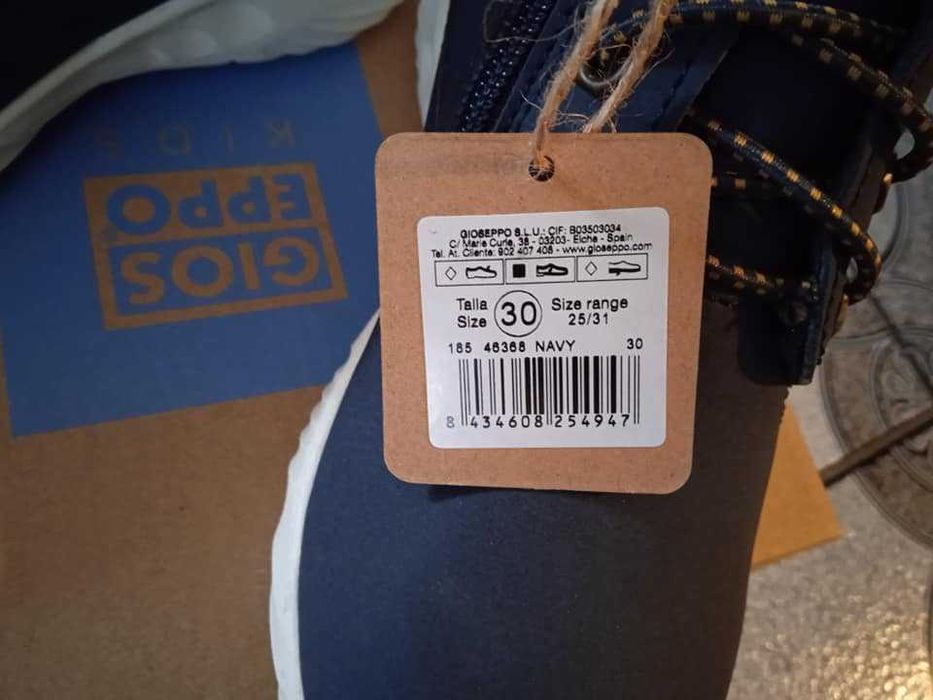 KIDS
GIOS
EPPO
GIOSEPPO S.L.U.: CIF: B03503034
C/ Marie Curie, 38 - 03203- Elche - Spain
Tel. At. Cliente: 902 407 408 - www.gioseppo.com
Talla Size 30 Size range 25/31
185 46368 NAVY 30
8 434608 254947